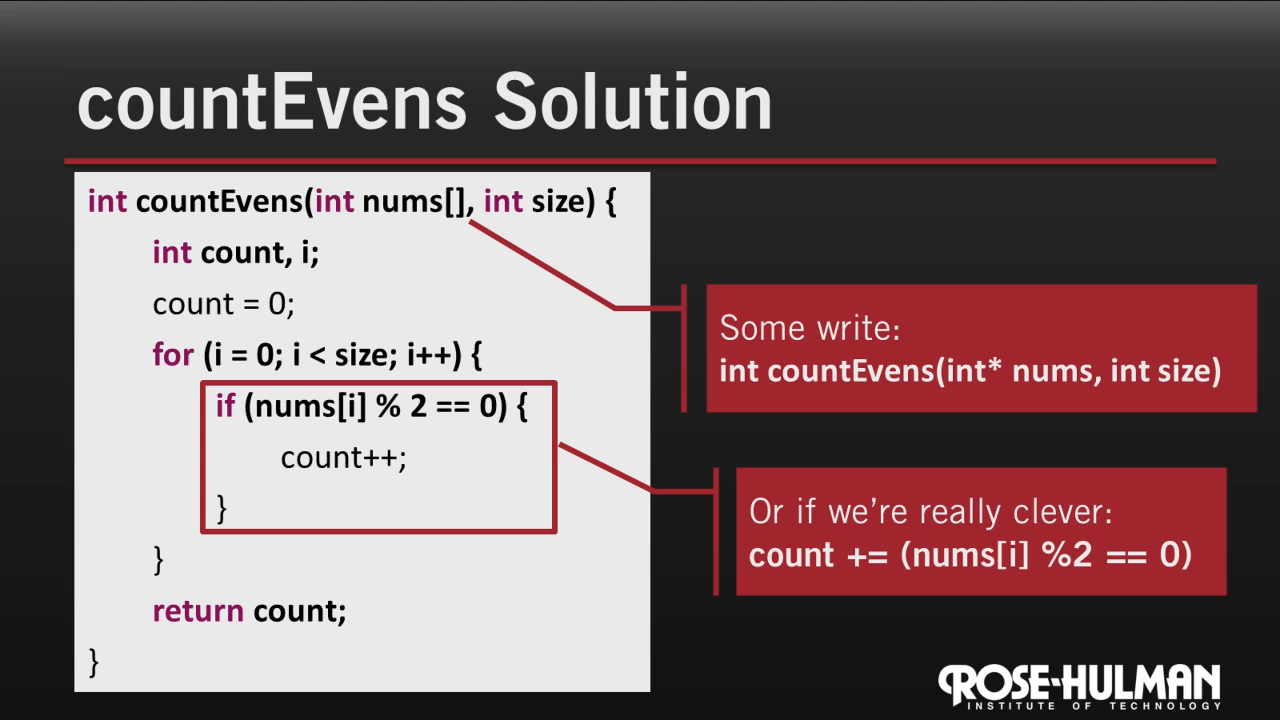 countEvens Solution
int countEvens(int nums[], int size) {
int count, i;
count = 0;
for (i = 0; i < size; i++) {
if (nums[i] % 2 == 0) {
count++;
}
}
return count;
}
Some write:
int countEvens(int* nums, int size)
Or if we’re really clever:
count += (nums[i] %2 == 0)
ROSE-HULMAN
INSTITUTE OF TECHNOLOGY